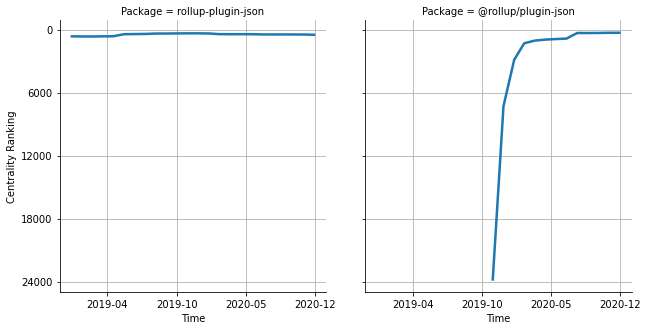 Package = rollup-plugin-json
Package = @rollup/plugin-json
Centrality Ranking
0
6000
12000
18000
24000
2019-04 2019-10 2020-05 2020-12
2019-04 2019-10 2020-05 2020-12
Time
Time